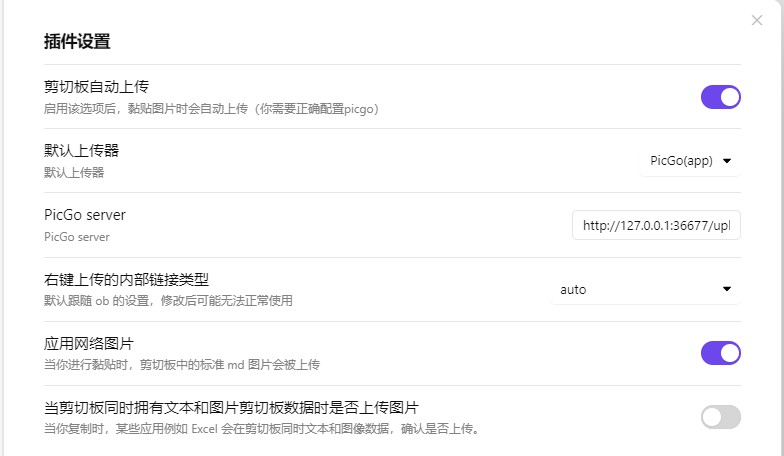 插件设置
剪切板自动上传
启用该选项后，黏贴图片时会自动上传（你需要正确配置picgo）
默认上传器
默认上传器
PicGo(app)
PicGo server
PicGo server
http://127.0.0.1:36677/upl
右键上传的内部链接类型
默认跟随 ob 的设置，修改后可能无法正常使用
auto
应用网络图片
当你进行黏贴时，剪切板中的标准 md 图片会被上传
当剪切板同时拥有文本和图片剪切板数据时是否上传图片
当你复制时，某些应用例如 Excel 会在剪切板同时文本和图像数据，确认是否上传。